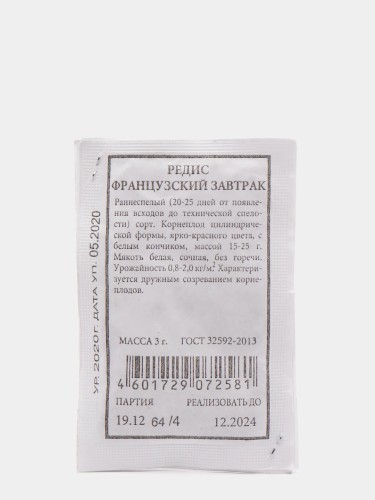 РЕДИС
ФРАНЦУЗСКИЙ ЗАВТРАК
Раннеспелый (20-25 дней от появле-
ния всходов до технической спело-
сти) сорт. Корнеплод цилиндриче-
ской формы, ярко-красного цвета, с
белым кончиком, массой 15-25 г.
Мякоть белая, сочная, без горечи.
Урожайность 0,8-2,0 кг/м². Характери-
зуется дружным созреванием корне-
плодов.
МАССА 3 г. ГОСТ 32592-2013
4 601729 072581
ПАРТИЯ РЕАЛИЗОВАТЬ ДО
19.12 64 /4 12.2024
УР. 2020г. ДАТА УП. 05.2020